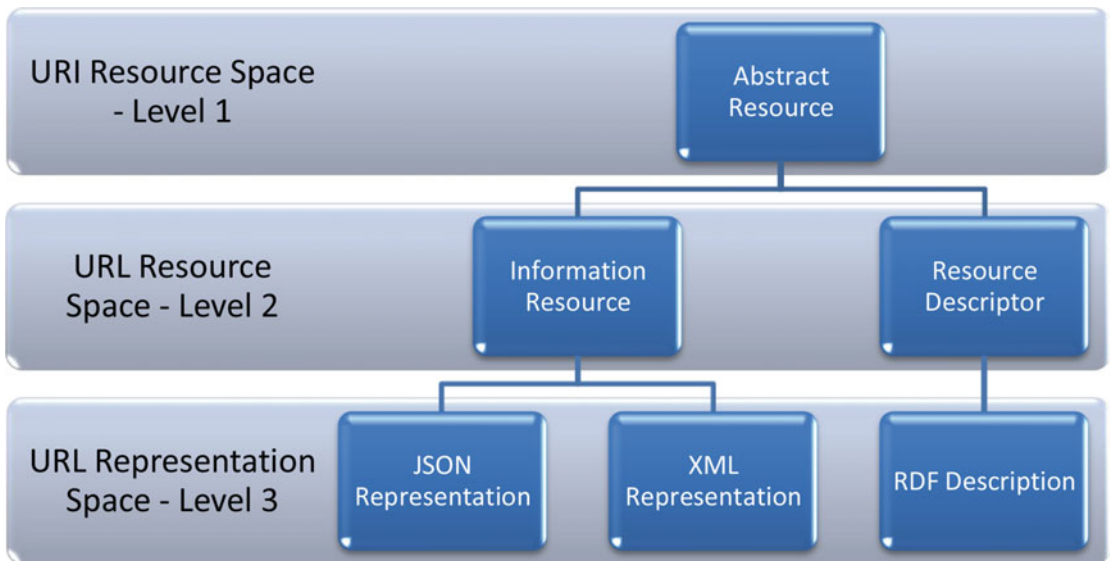 URI Resource Space
- Level 1
Abstract
Resource
URL Resource
Space - Level 2
Information
Resource
Resource
Descriptor
URL Representation
Space - Level 3
JSON
Representation
XML
Representation
RDF Description